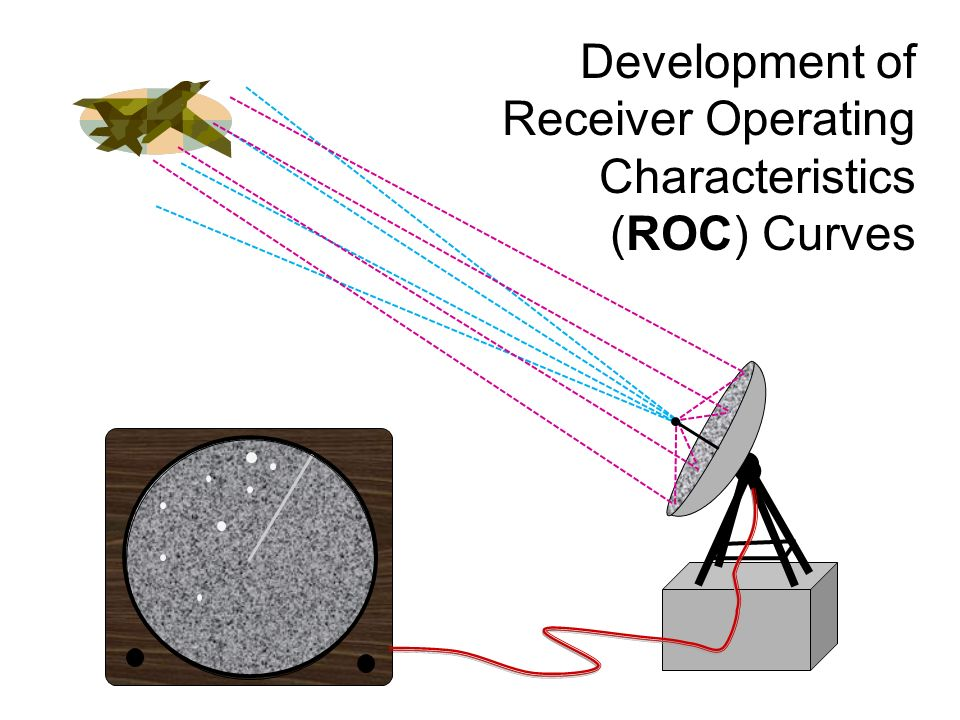 Development of
Receiver Operating
Characteristics
(ROC) Curves